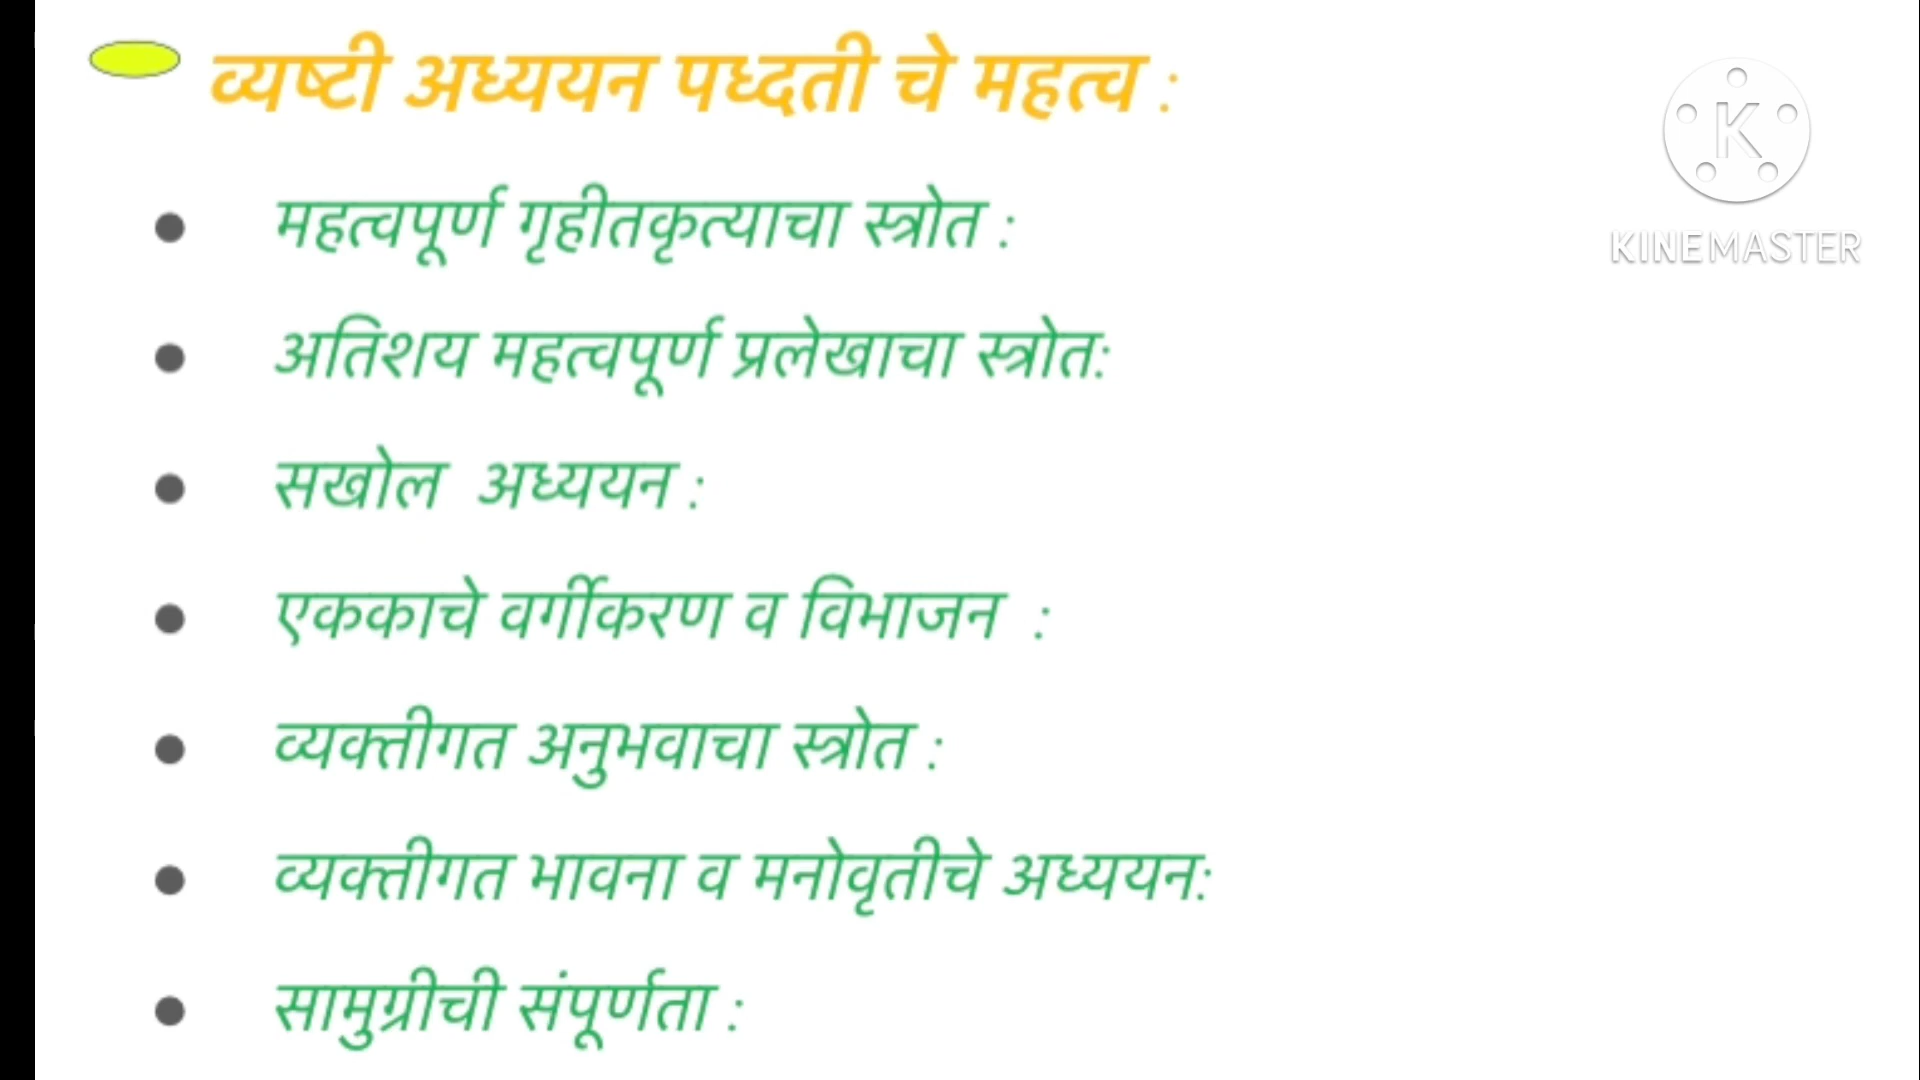 व्यष्टी अध्ययन पध्दती चे महत्व :
K
KINEMASTER
महत्वपूर्ण गृहीतकृत्याचा स्त्रोत :
अतिशय महत्वपूर्ण प्रलेखाचा स्त्रोत:
सखोल अध्ययन :
एककाचे वर्गीकरण व विभाजन :
व्यक्तीगत अनुभवाचा स्त्रोत :
व्यक्तीगत भावना व मनोवृतीचे अध्ययन:
सामुग्रीची संपूर्णता :